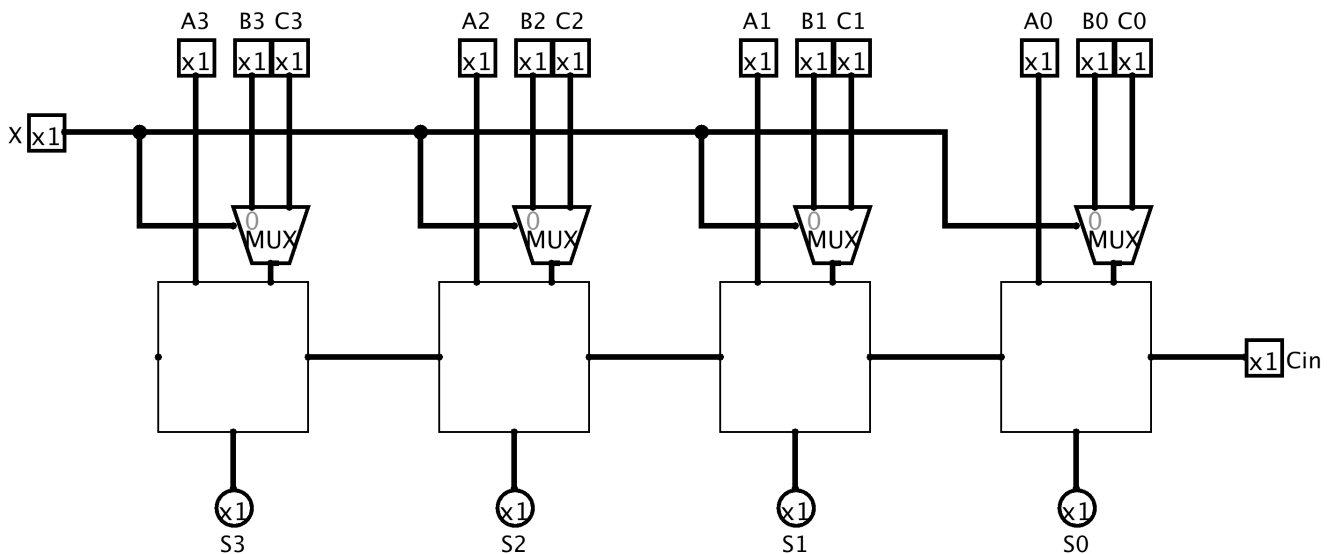 A3 B3 C3 A2 B2 C2 A1 B1 C1 A0 B0 C0
x1 x1 x1 x1 x1 x1 x1 x1 x1 x1 x1 x1
X x1
0 0 0 0
MUX MUX MUX MUX
x1 Cin
x1 x1 x1 x1
S3 S2 S1 S0